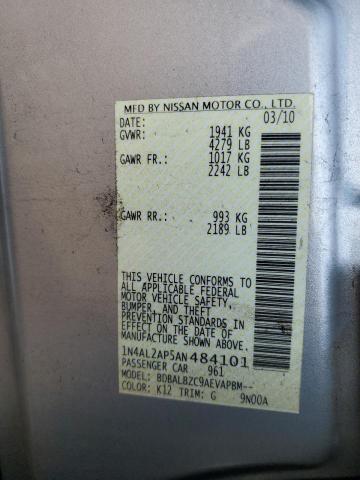 MFD BY NISSAN MOTOR CO., LTD.
DATE: 03/10
GVWR: 1941 KG
4279 LB
GAWR FR.: 1017 KG
2242 LB
GAWR RR.: 993 KG
2189 LB
THIS VEHICLE CONFORMS TO
ALL APPLICABLE FEDERAL
MOTOR VEHICLE SAFETY,
BUMPER, AND THEFT
PREVENTION STANDARDS IN
EFFECT ON THE DATE OF
MANUFACTURE SHOWN ABOVE.
1N4AL2AP5AN484101
PASSENGER CAR 961
MODEL: BDBALBZC9AEVAPBM--
COLOR: K12 TRIM: G 9N00A